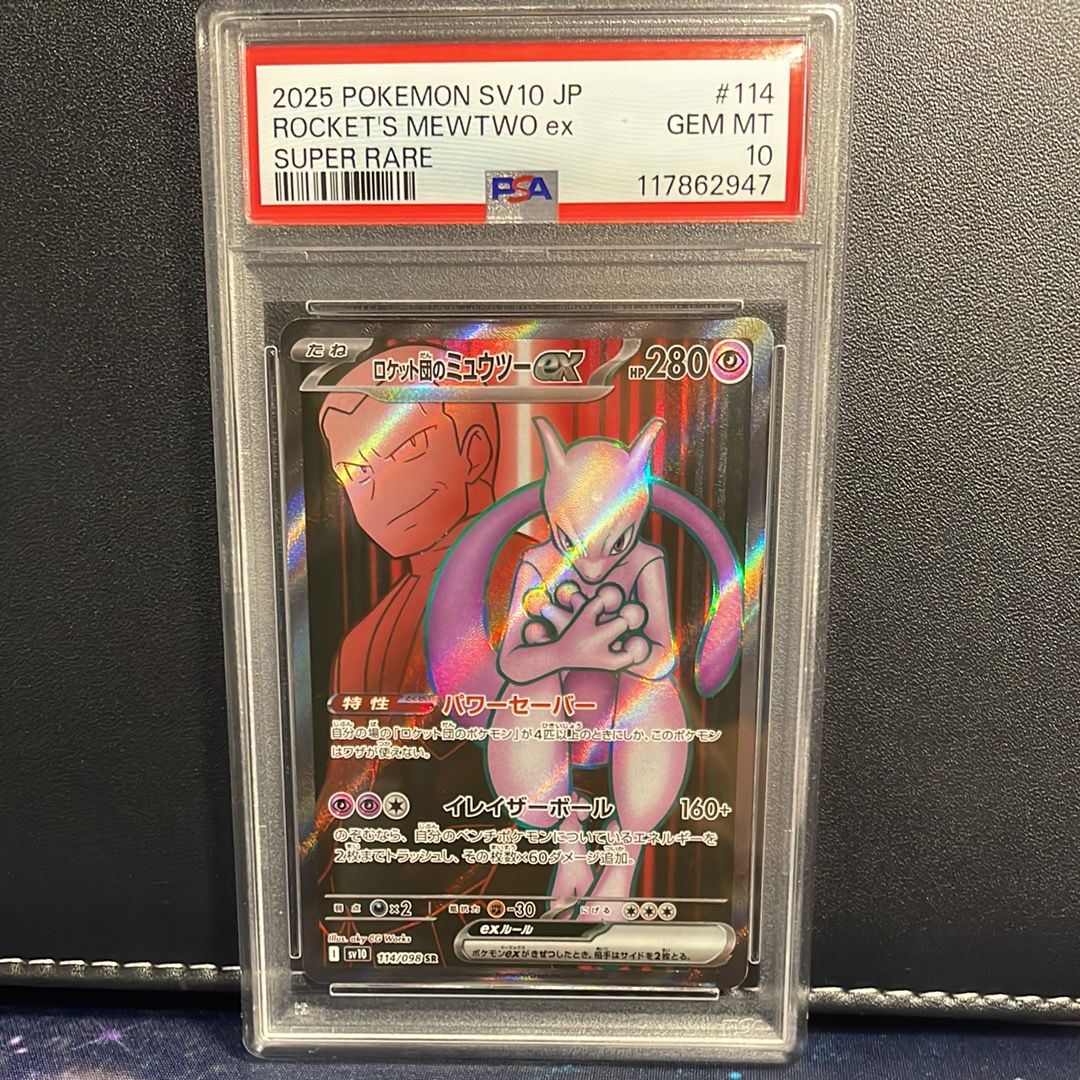 2025 POKEMON SV10 JP #114
ROCKET'S MEWTWO ex GEM MT
SUPER RARE 10
PSA 117862947
たね ロケット団のミュウツーex HP280
特性 パワーセーバー
自分の場の「ロケット団のポケモン」が4匹以上のときにしか、このポケモン
はワザが使えない。
イレイザーボール 160+
のぞむなら、自分のベンチポケモンについているエネルギーを
2枚までトラッシュし、その枚数×60ダメージ追加。
弱点 ×2 抵抗力 -30 にげる
exルール
Illus. aky CG Works
ポケモンexがきぜつしたとき、相手はサイドを2枚とる。
I sv10 114/098 SR